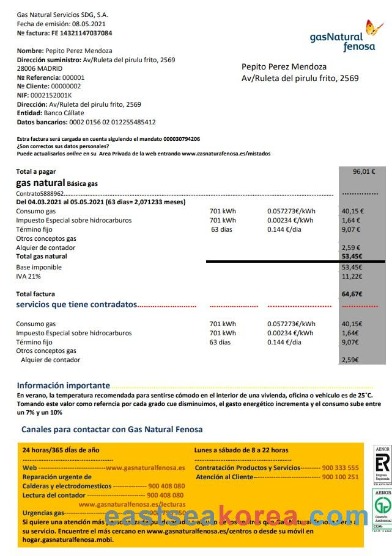 Gas Natural Servicios SDG, S.A.
Fecha de emisión: 08.05.2021
Nº factura: FE 14321147037084
gasNatural
fenosa
Nombre: Pepito Perez Mendoza
Dirección suministro: Av/Ruleta del pirulu frito, 2569
28006 MADRID
Nº Referencia: 000001
Nº Cliente: 00000002
NIF: 0002152001K
Dirección: Av/Ruleta del pirulu frito, 2569
Entidad: Banco Cállate
Datos bancarios: 0002 0156 02 012255485412
Pepito Perez Mendoza
Av/Ruleta del pirulu frito, 2569
Esta factura será cargada en cuenta siguiendo el mandato 000030794206
¿Son correctos sus datos personales?
Puede actualizarlos online en su Area Privada de la web entrando www.gasnaturalfenosa.es/mistados
Total a pagar 96,01 €
gas natural Básica gas
Contrato5888962
Del 04.03.2021 al 05.05.2021 (63 dias= 2,071233 meses)
Consumo gas 701 kWh 0.057273€/kWh 40,15 €
Impuesto Especial sobre hidrocarburos 701 kWh 0.00234 €/kWh 1,64 €
Término fijo 63 dias 0.144 €/dia 9,07 €
Otros conceptos gas
Alquiler de contador 2,59 €
Total gas natural 53,45€
Base imponible 53,45€
IVA 21% 11,22€
Total factura 64,67€
servicios que tiene contratados
Consumo gas 701 kWh 0.057273€/kWh 40,15€
Impuesto Especial sobre hidrocarburos 701 kWh 0.00234 €/kWh 1,64€
Término fijo 63 dias 0.144 €/dia 9,07€
Otros conceptos gas
Alquiler de contador 2,59€
Información importante
En verano, la temperatura recomendada para sentirse cómodo en el interior de una vivienda, oficina o vehículo es de 25˚C.
Tomando este valor como referencia por cada grado cue disminuimos, el gasto energético incrementa y el consumo sube entre
un 7% y un 10%
Canales para contactar con Gas Natural Fenosa
24 horas/365 días de año
Web www.gasnaturalfenosa.es
Reparación urgente de
Calderas y electromodesticos 900 408 080
Lectura del contador 900 408 080
www.gasnaturalfenosa.es/lecturas
Urgencias gas
Lunes a sábado de 8 a 22 horas
Contratación Productos y Servicios 900 333 555
Atención al Cliente 900 100 251
Si quiere una atención más
su servicio. Encuentre el más cercano en www.gasnaturalfenosa.es/centros o desde su móvil en
hogar.gasnaturalfenosa.mobi.
eastseakorea.com
AENOR
ER
AENOR